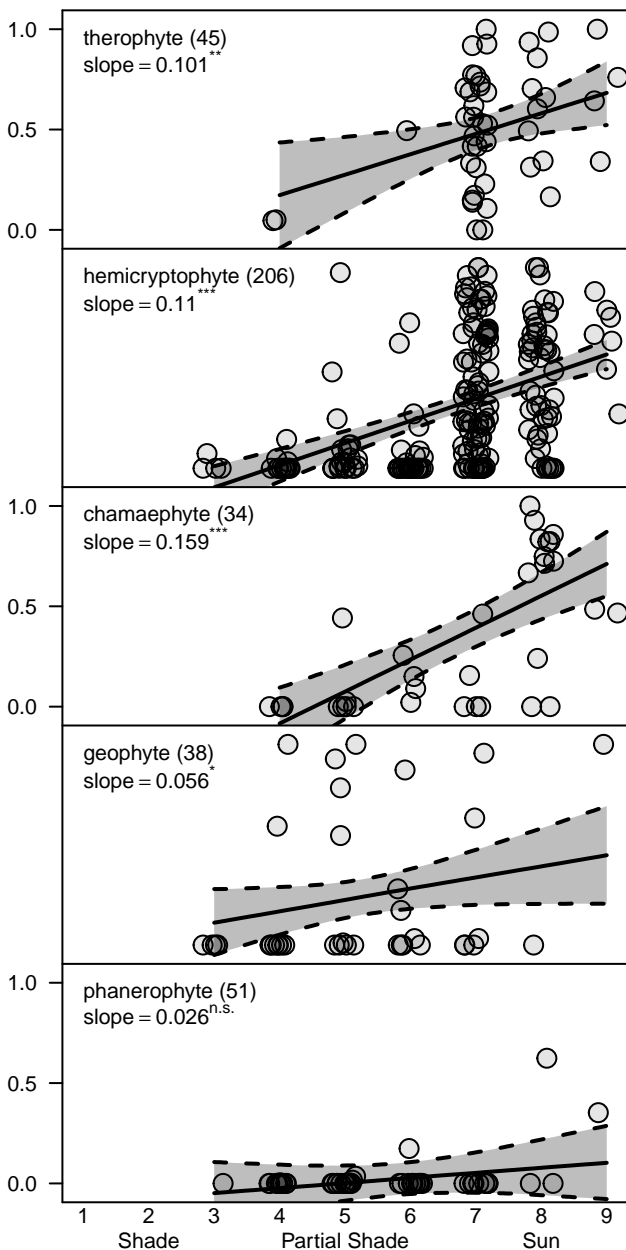 therophyte (45)
slope = 0.101**
1.0
0.5
0.0
hemicryptophyte (206)
slope = 0.11***
chamaephyte (34)
slope = 0.159***
1.0
0.5
0.0
geophyte (38)
slope = 0.056*
phanerophyte (51)
slope = 0.026n.s.
1.0
0.5
0.0
1 2 3 4 5 6 7 8 9
Shade Partial Shade Sun